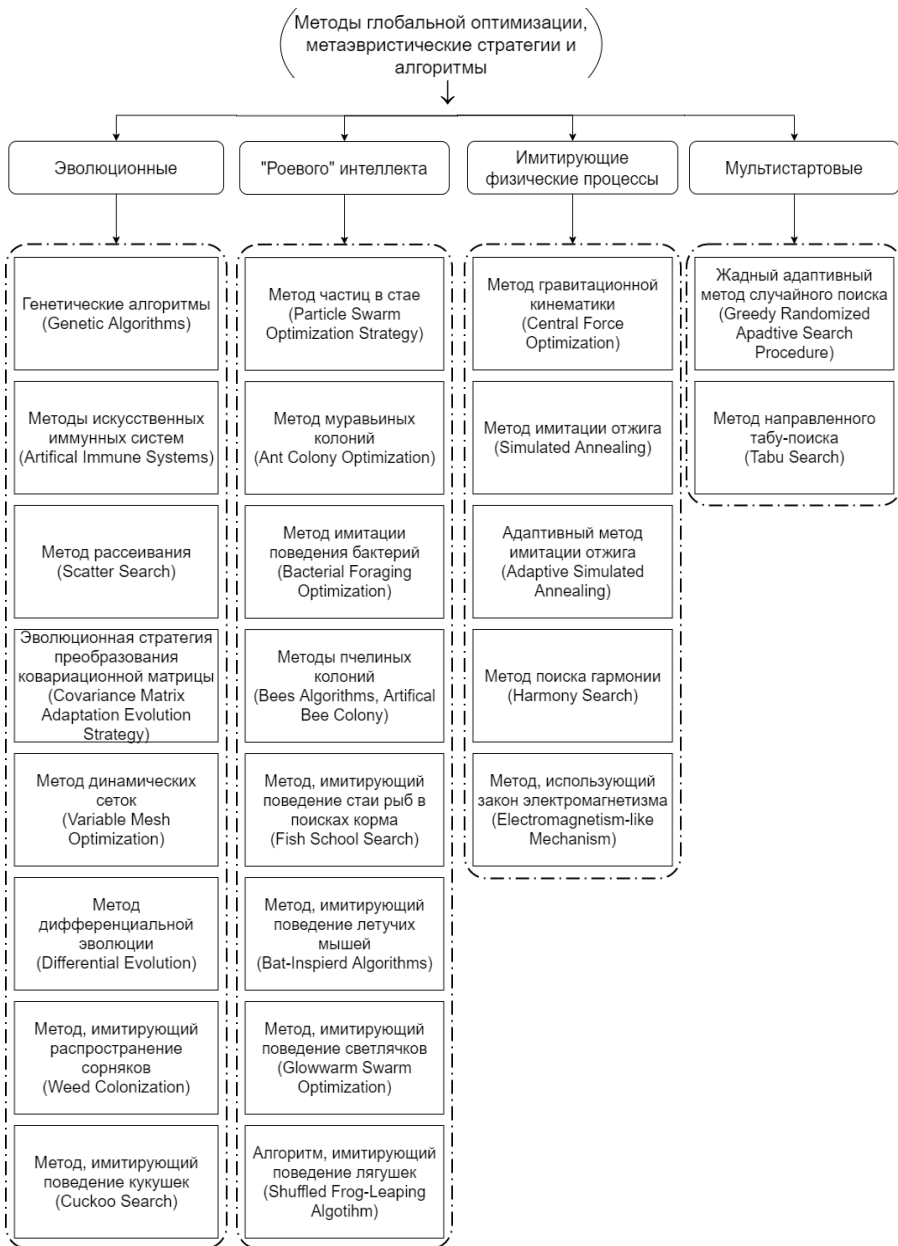 Методы глобальной оптимизации,
метаэвристические стратегии и
алгоритмы
Эволюционные
"Роевого" интеллекта
Имитирующие
физические процессы
Мультистартовые
Генетические алгоритмы
(Genetic Algorithms)
Методы искусственных
иммунных систем
(Artifical Immune Systems)
Метод рассеивания
(Scatter Search)
Эволюционная стратегия
преобразования
ковариационной матрицы
(Covariance Matrix
Adaptation Evolution
Strategy)
Метод динамических
сеток
(Variable Mesh
Optimization)
Метод
дифференциальной
эволюции
(Differential Evolution)
Метод, имитирующий
распространение
сорняков
(Weed Colonization)
Метод, имитирующий
поведение кукушек
(Cuckoo Search)
Метод частиц в стае
(Particle Swarm
Optimization Strategy)
Метод муравьиных
колоний
(Ant Colony Optimization)
Метод имитации
поведения бактерий
(Bacterial Foraging
Optimization)
Методы пчелиных
колоний
(Bees Algorithms, Artifical
Bee Colony)
Метод, имитирующий
поведение стаи рыб в
поисках корма
(Fish School Search)
Метод, имитирующий
поведение летучих
мышей
(Bat-Inspierd Algorithms)
Метод, имитирующий
поведение светлячков
(Glowwarm Swarm
Optimization)
Алгоритм, имитирующий
поведение лягушек
(Shuffled Frog-Leaping
Algotihm)
Метод гравитационной
кинематики
(Central Force
Optimization)
Метод имитации отжига
(Simulated Annealing)
Адаптивный метод
имитации отжига
(Adaptive Simulated
Annealing)
Метод поиска гармонии
(Harmony Search)
Метод, использующий
закон электромагнетизма
(Electromagnetism-like
Mechanism)
Жадный адаптивный
метод случайного поиска
(Greedy Randomized
Apadtive Search
Procedure)
Метод направленного
табу-поиска
(Tabu Search)